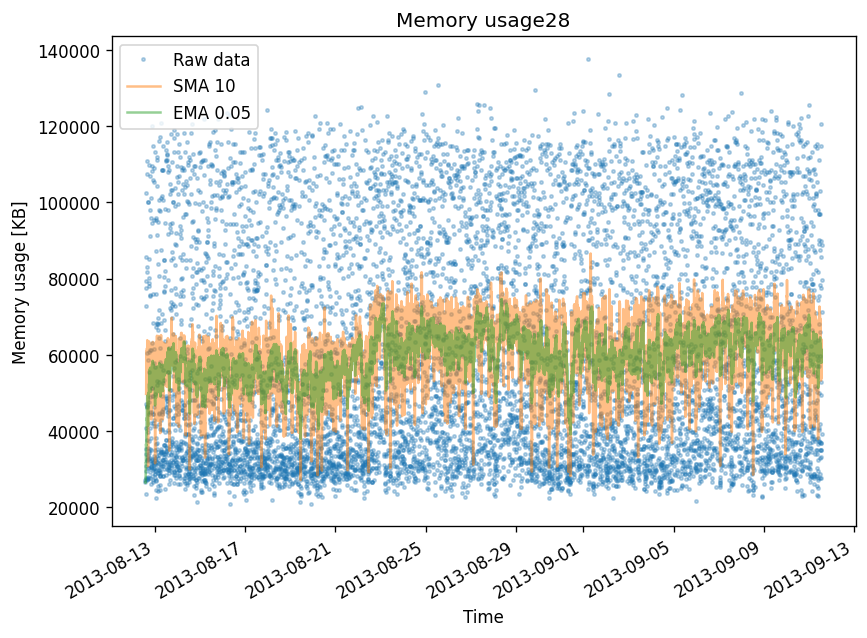 Memory usage28
Raw data
SMA 10
EMA 0.05
Memory usage [KB]
140000
120000
100000
80000
60000
40000
20000
2013-08-13
2013-08-17
2013-08-21
2013-08-25
2013-08-29
2013-09-01
2013-09-05
2013-09-09
2013-09-13
Time